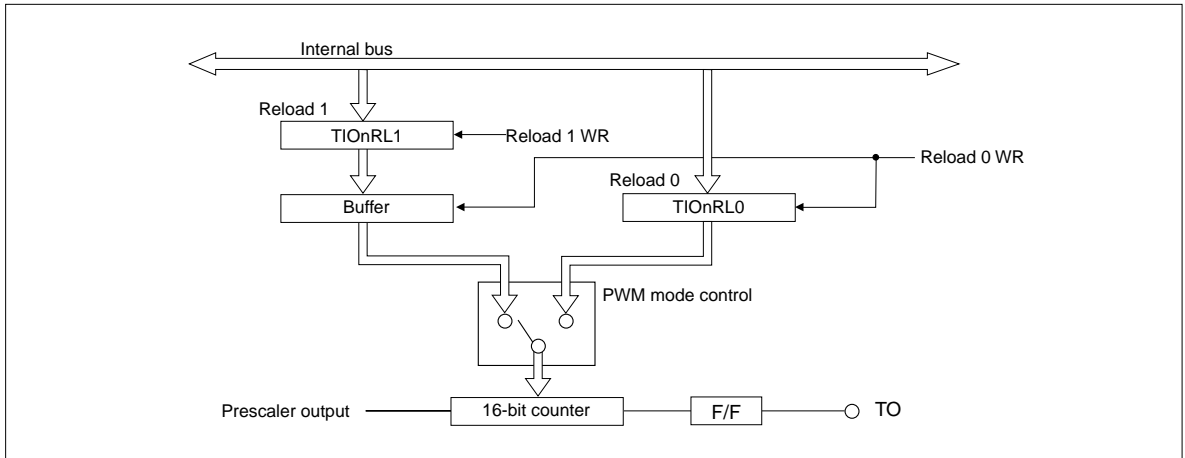 Internal bus
Reload 1
TIOnRL1
Reload 1 WR
Reload 0 WR
Reload 0
Buffer
TIOnRL0
PWM mode control
Prescaler output
16-bit counter
F/F
TO